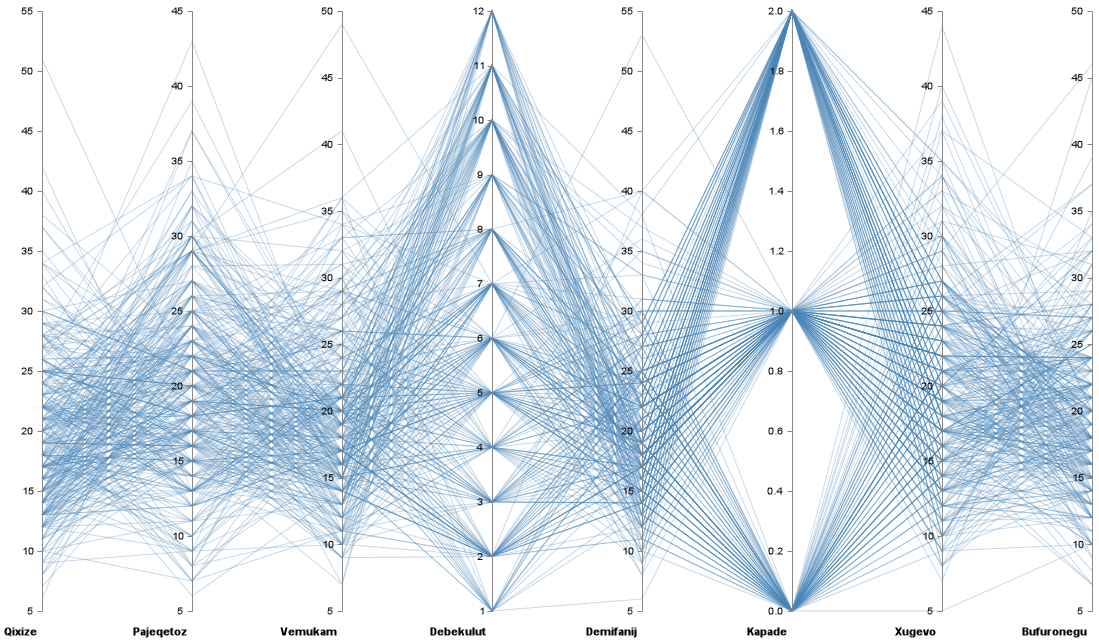 55 50 45 40 35 30 25 20 15 10 5
45 40 35 30 25 20 15 10 5
50 45 40 35 30 25 20 15 10 5
12 11 10 9 8 7 6 5 4 3 2 1
55 50 45 40 35 30 25 20 15 10 5
2.0 1.8 1.6 1.4 1.2 1.0 0.8 0.6 0.4 0.2 0.0
45 40 35 30 25 20 15 10 5
50 45 40 35 30 25 20 15 10 5
Qixize Pajeqetoz Vemukam Debekulut Demifanij Kapade Xugevo Bufuronegu